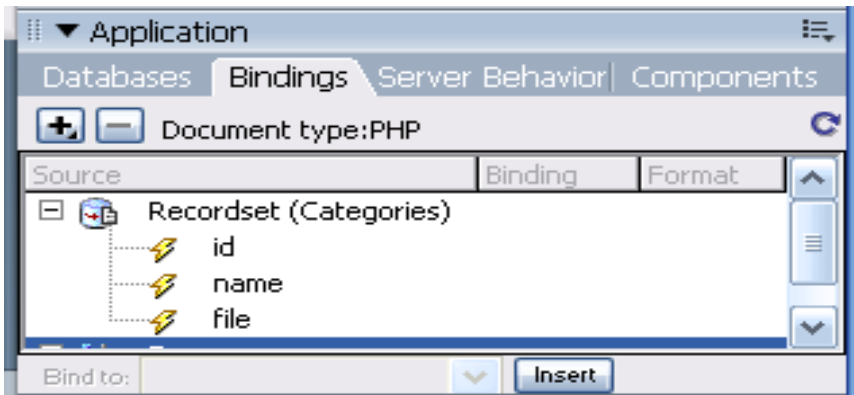 Application
Databases Bindings Server Behavior Components
Document type:PHP
Source Binding Format
Recordset (Categories)
id
name
file
Bind to: Insert